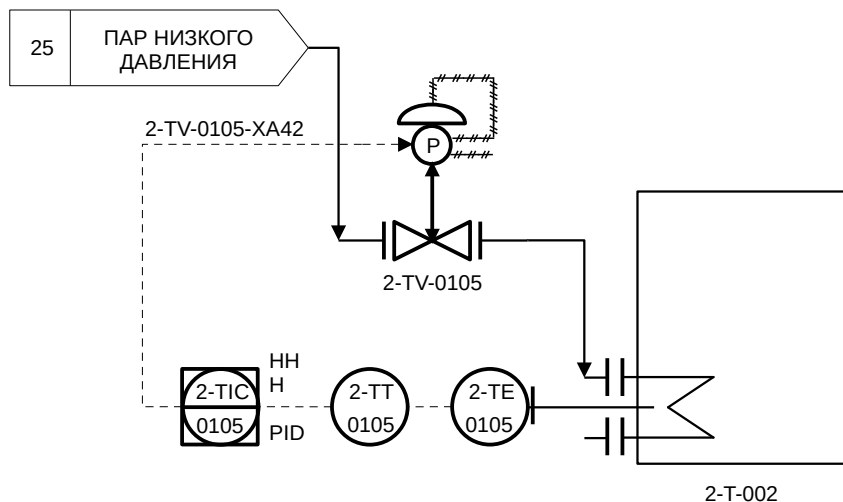 25
ПАР НИЗКОГО
ДАВЛЕНИЯ
2-TV-0105-XA42
P
2-TV-0105
HH
H
2-TIC
0105
PID
2-TT
0105
2-TE
0105
2-T-002